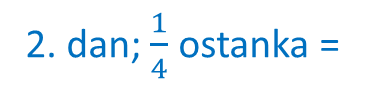 2. dan; 1/4 ostanka =